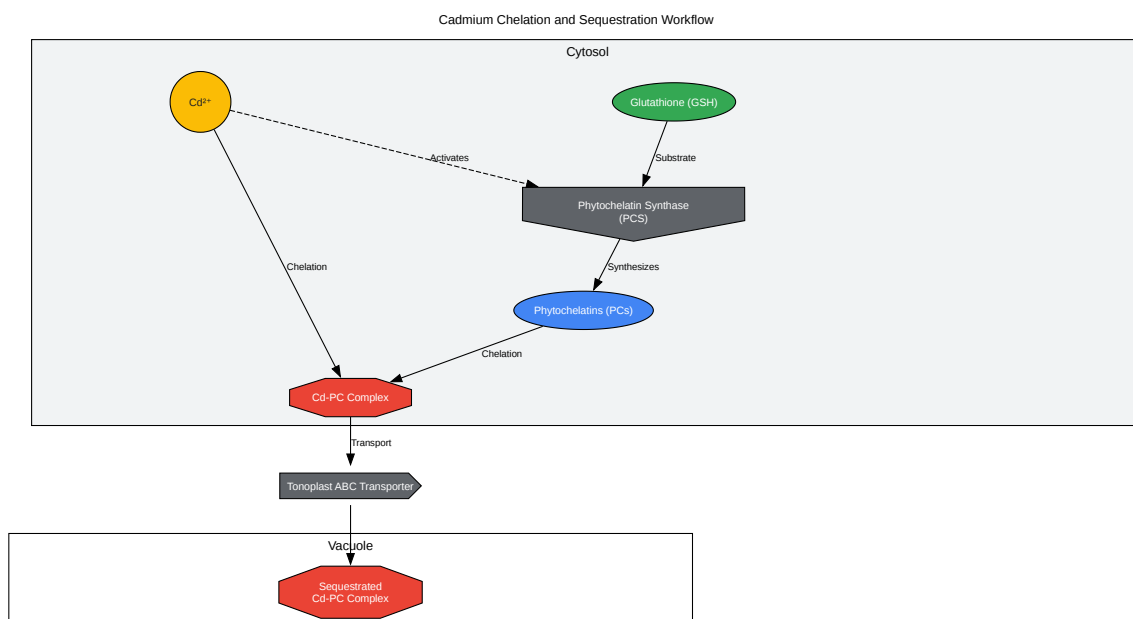 Cadmium Chelation and Sequestration Workflow
Cytosol
Cd²⁺
Glutathione (GSH)
Activates
Substrate
Phytochelatin Synthase
(PCS)
Chelation
Synthesizes
Phytochelatins (PCs)
Chelation
Cd-PC Complex
Transport
Tonoplast ABC Transporter
Vacuole
Sequestrated
Cd-PC Complex